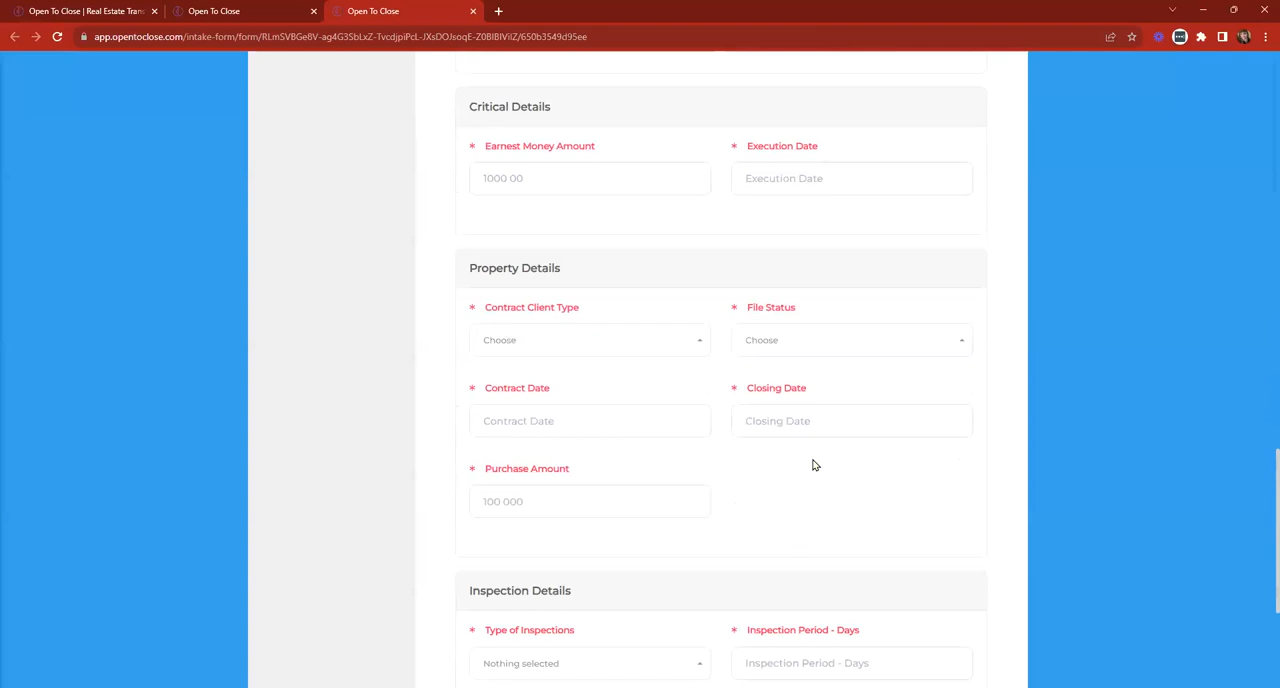 Open To Close | Real Estate Trans
Open To Close
Open To Close
app.opentoclose.com/intake-form/form/RLmSVBGe8V-ag4G3SbLxZ-TvcdjpiPcL-JXsDOJsoqE-Z0BIBIVilZ/650b3549d95ee
Critical Details
* Earnest Money Amount
* Execution Date
1000 00
Execution Date
Property Details
* Contract Client Type
* File Status
Choose
Choose
* Contract Date
* Closing Date
Contract Date
Closing Date
* Purchase Amount
100 000
Inspection Details
* Type of Inspections
* Inspection Period - Days
Nothing selected
Inspection Period - Days